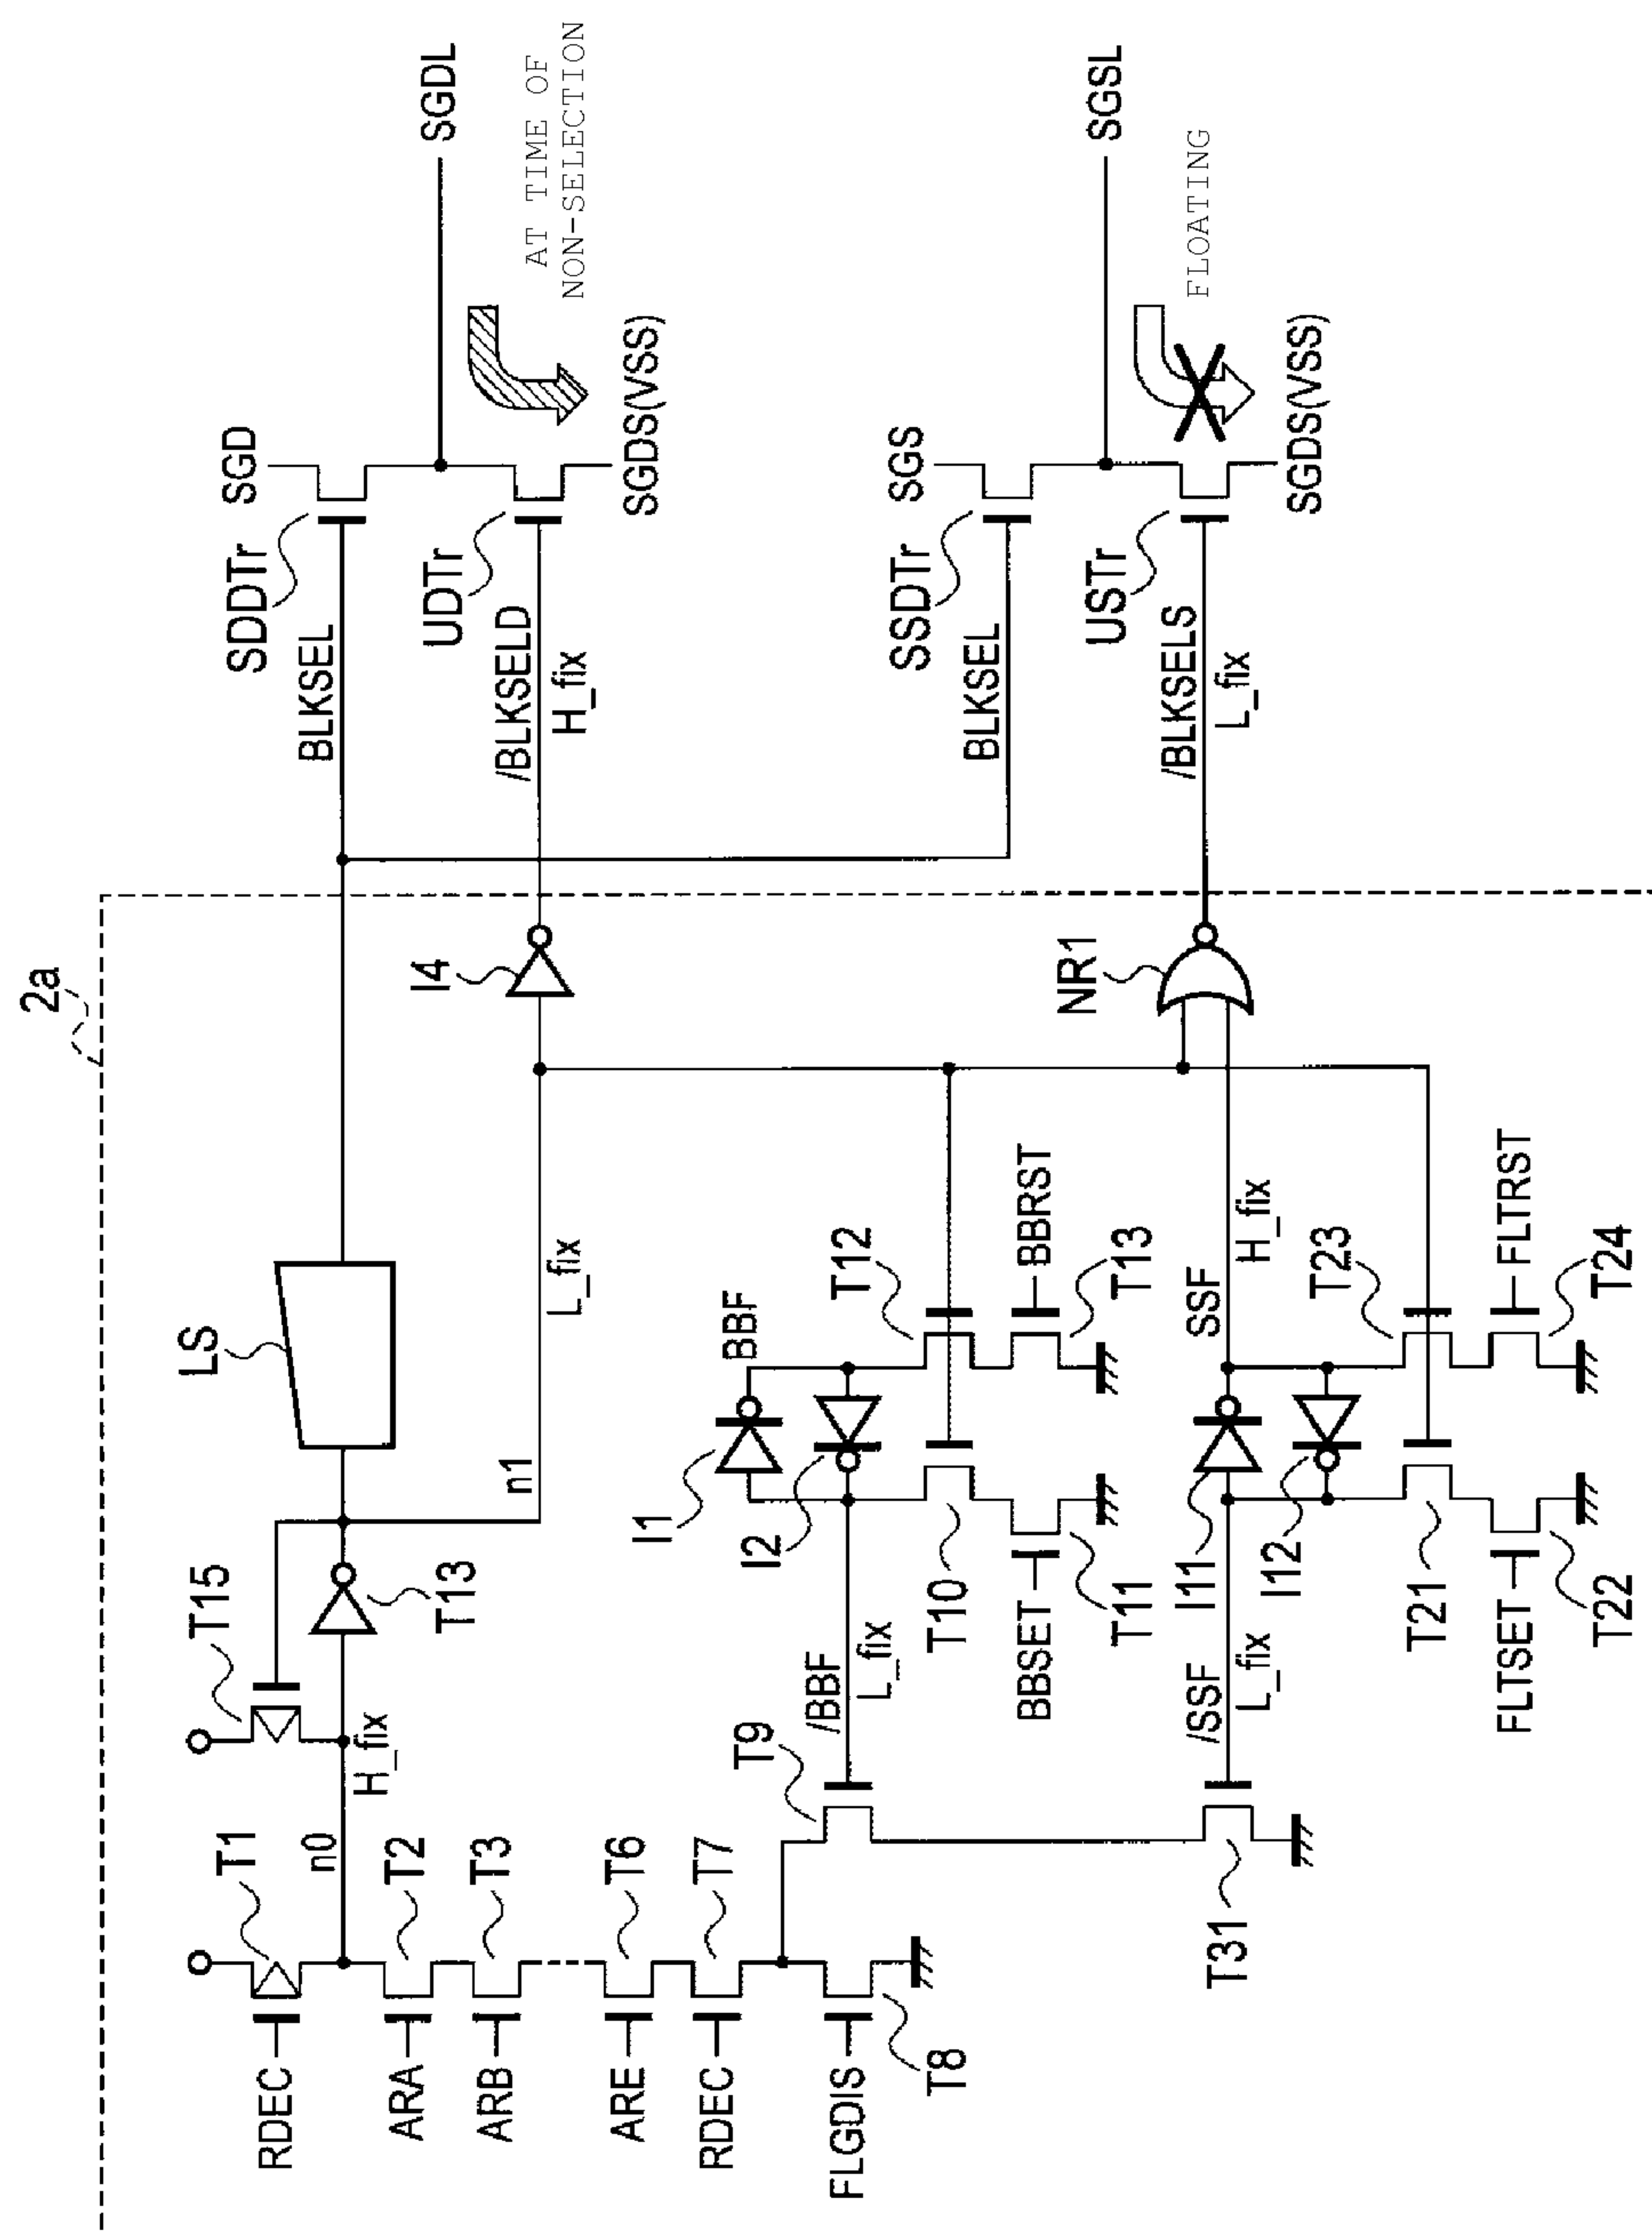 2a
RDEC
T1
n0
H_fix
T15
T13
LS
BLKSEL
SDDTr
SGD
SGDL
ARA
T2
ARB
T3
ARE
T6
RDEC
T7
FLGDIS
T8
n1
L_fix
I4
/BLKSELD
H_fix
UDTr
SGDS(VSS)
AT TIME OF
NON-SELECTION
T9
/BBF
L_fix
I1
I2
BBF
T10
T12
BBSET
T11
BBRST
T13
BLKSEL
SSDTr
SGS
SGSL
T31
/SSF
L_fix
I11
I12
SSF
H_fix
NR1
/BLKSELS
L_fix
USTr
SGDS(VSS)
FLOATING
T21
T23
FLTSET
T22
FLTRST
T24